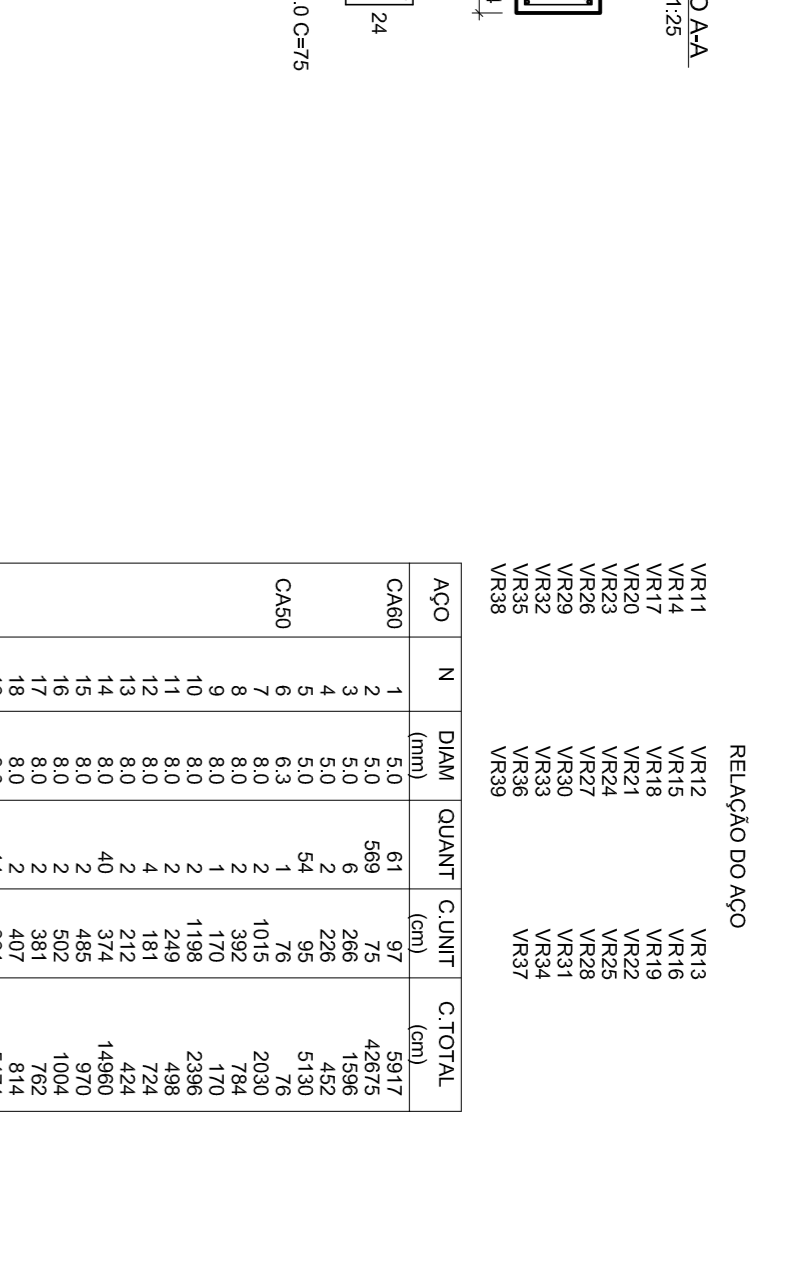 O A-A
1:25
24
.0 C=75
RELAÇÃO DO AÇO
VR11 VR12 VR13
VR14 VR15 VR16
VR17 VR18 VR19
VR20 VR21 VR22
VR23 VR24 VR25
VR26 VR27 VR28
VR29 VR30 VR31
VR32 VR33 VR34
VR35 VR36 VR37
VR38 VR39
AÇO N DIAM QUANT C.UNIT C.TOTAL
(mm) (cm) (cm)
CA60 1 5.0 61 97 5917
2 5.0 569 75 42675
3 5.0 6 266 1596
4 5.0 2 226 452
5 5.0 54 95 5130
CA50 6 6.3 1 76 76
7 8.0 2 1015 2030
8 8.0 2 392 784
9 8.0 1 170 170
10 8.0 2 1198 2396
11 8.0 2 249 498
12 8.0 4 181 724
13 8.0 2 212 424
14 8.0 40 374 14960
15 8.0 2 485 970
16 8.0 2 502 1004
17 8.0 2 381 762
18 8.0 2 407 814